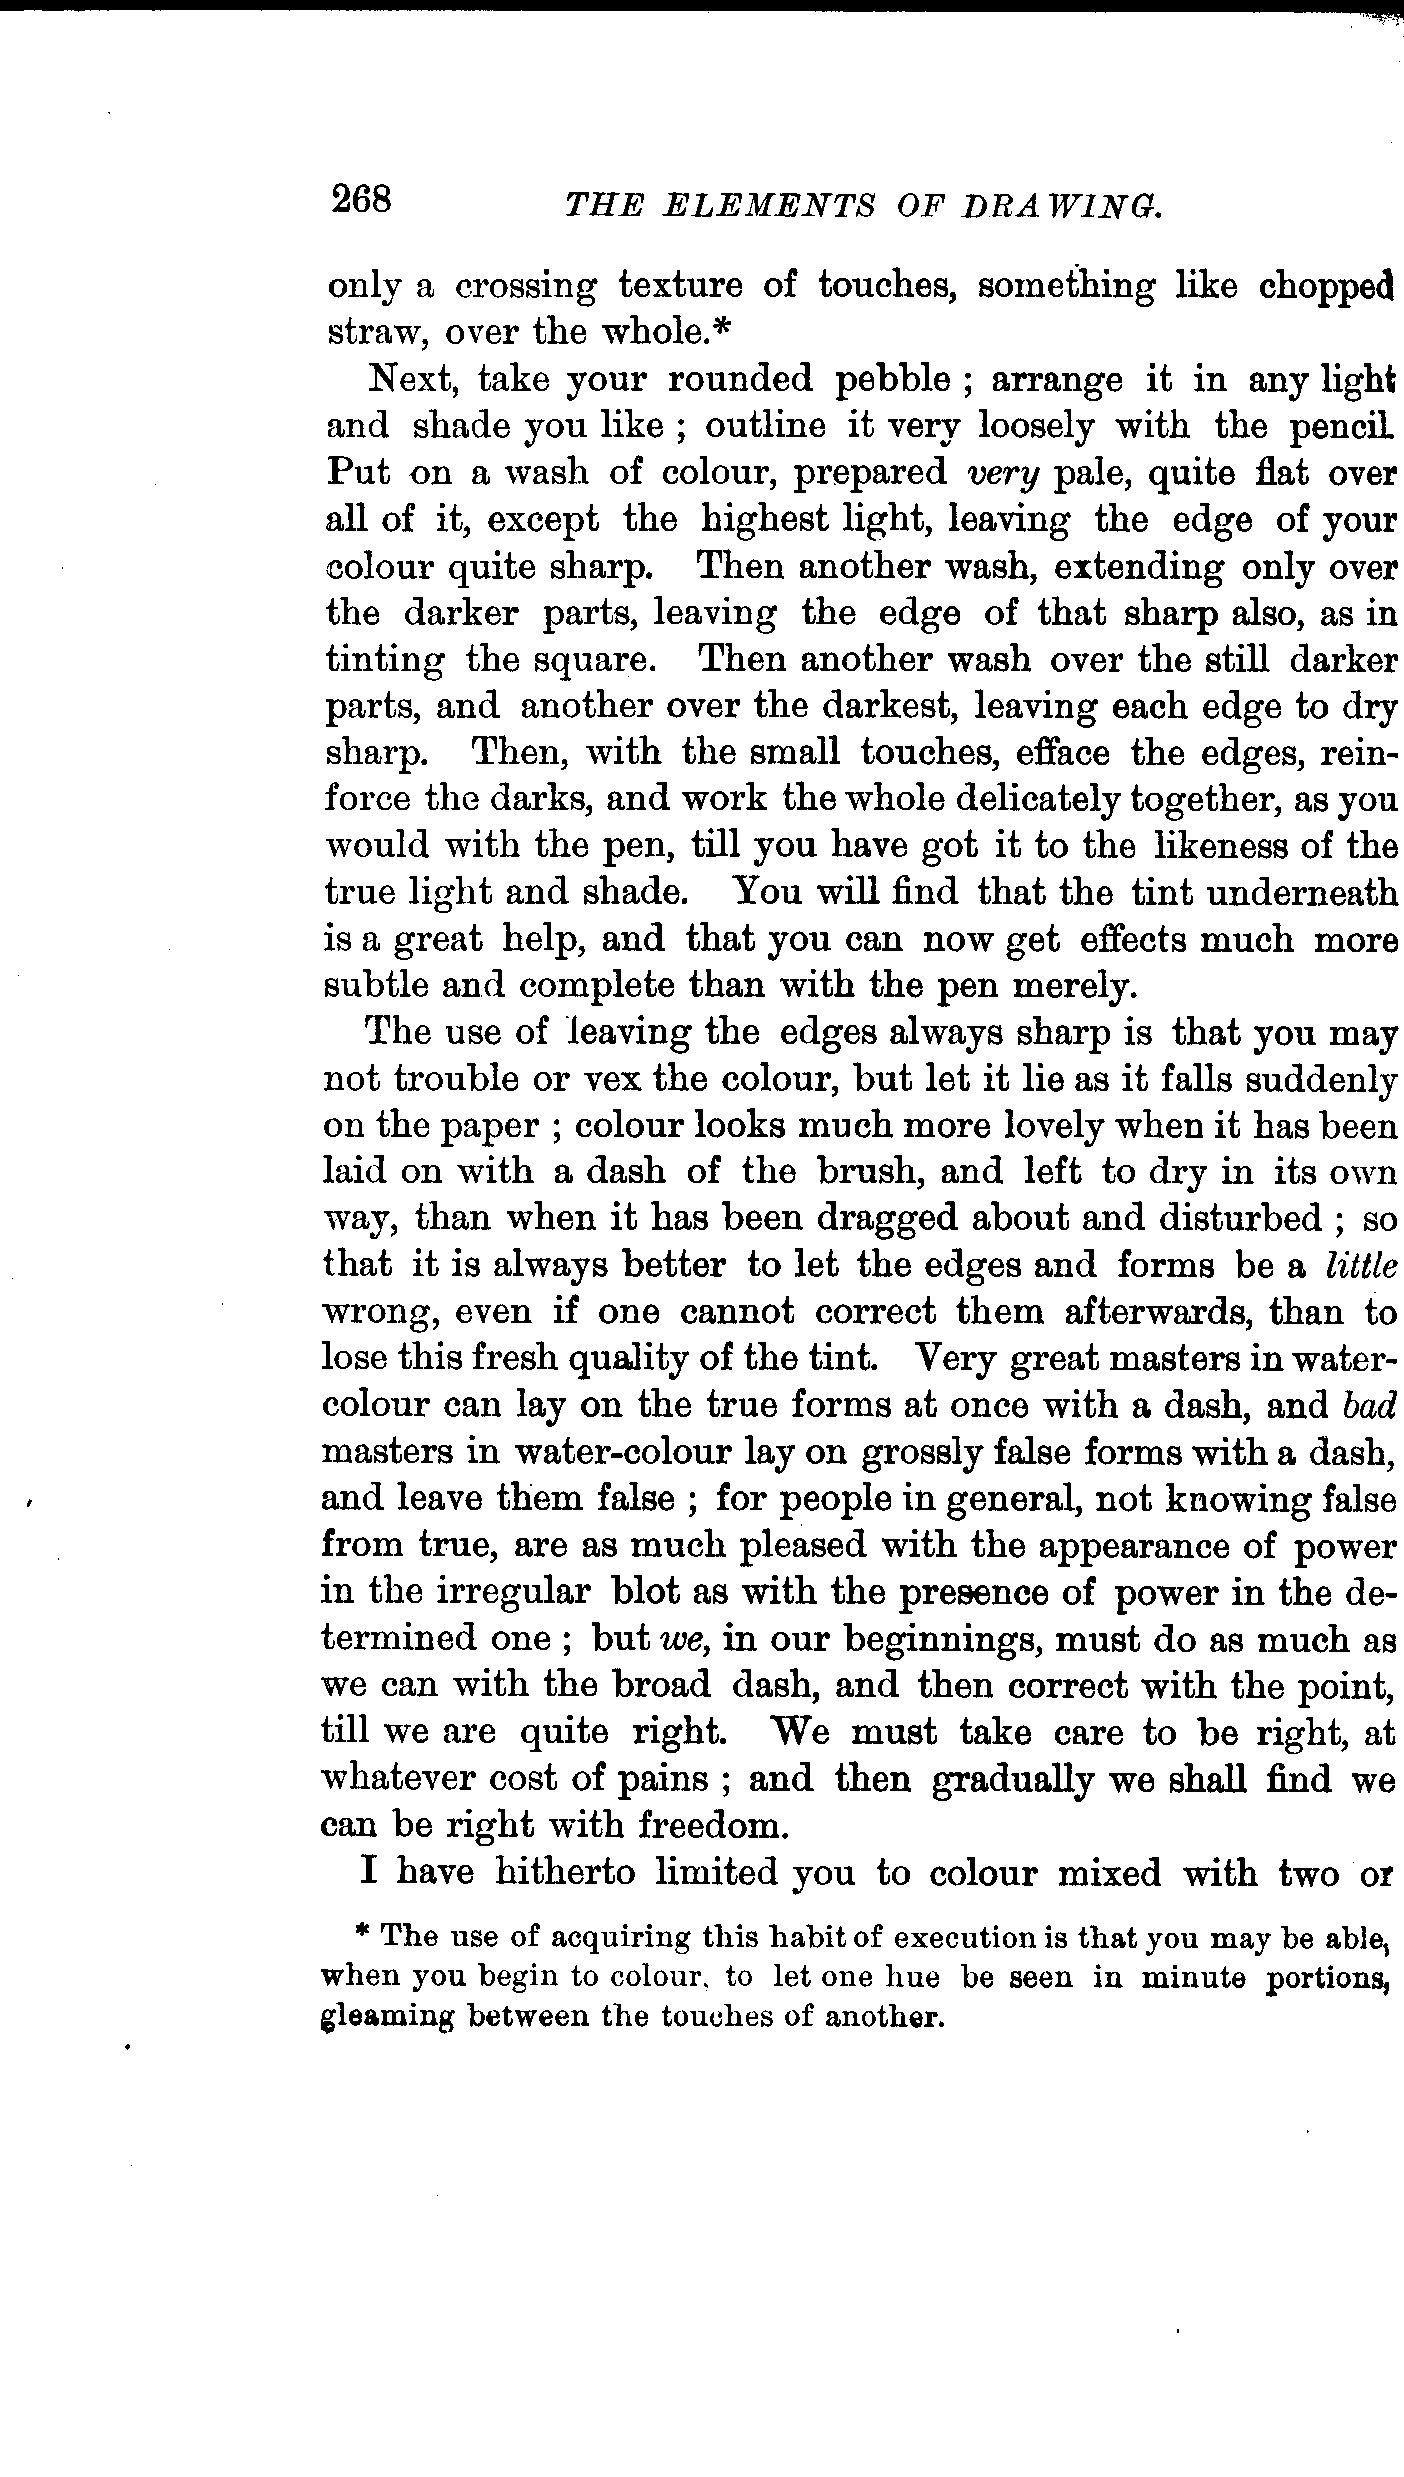 268 THE ELEMENTS OF DRAWING.
only a crossing texture of touches, something like chopped
straw, over the whole.*
Next, take your rounded pebble ; arrange it in any light
and shade you like ; outline it very loosely with the pencil.
Put on a wash of colour, prepared very pale, quite flat over
all of it, except the highest light, leaving the edge of your
colour quite sharp. Then another wash, extending only over
the darker parts, leaving the edge of that sharp also, as in
tinting the square. Then another wash over the still darker
parts, and another over the darkest, leaving each edge to dry
sharp. Then, with the small touches, efface the edges, rein-
force the darks, and work the whole delicately together, as you
would with the pen, till you have got it to the likeness of the
true light and shade. You will find that the tint underneath
is a great help, and that you can now get effects much more
subtle and complete than with the pen merely.
The use of leaving the edges always sharp is that you may
not trouble or vex the colour, but let it lie as it falls suddenly
on the paper ; colour looks much more lovely when it has been
laid on with a dash of the brush, and left to dry in its own
way, than when it has been dragged about and disturbed ; so
that it is always better to let the edges and forms be a little
wrong, even if one cannot correct them afterwards, than to
lose this fresh quality of the tint. Very great masters in water-
colour can lay on the true forms at once with a dash, and bad
masters in water-colour lay on grossly false forms with a dash,
and leave them false ; for people in general, not knowing false
from true, are as much pleased with the appearance of power
in the irregular blot as with the presence of power in the de-
termined one ; but we, in our beginnings, must do as much as
we can with the broad dash, and then correct with the point,
till we are quite right. We must take care to be right, at
whatever cost of pains ; and then gradually we shall find we
can be right with freedom.
I have hitherto limited you to colour mixed with two or
* The use of acquiring this habit of execution is that you may be able,
when you begin to colour, to let one hue be seen in minute portions,
gleaming between the touches of another.